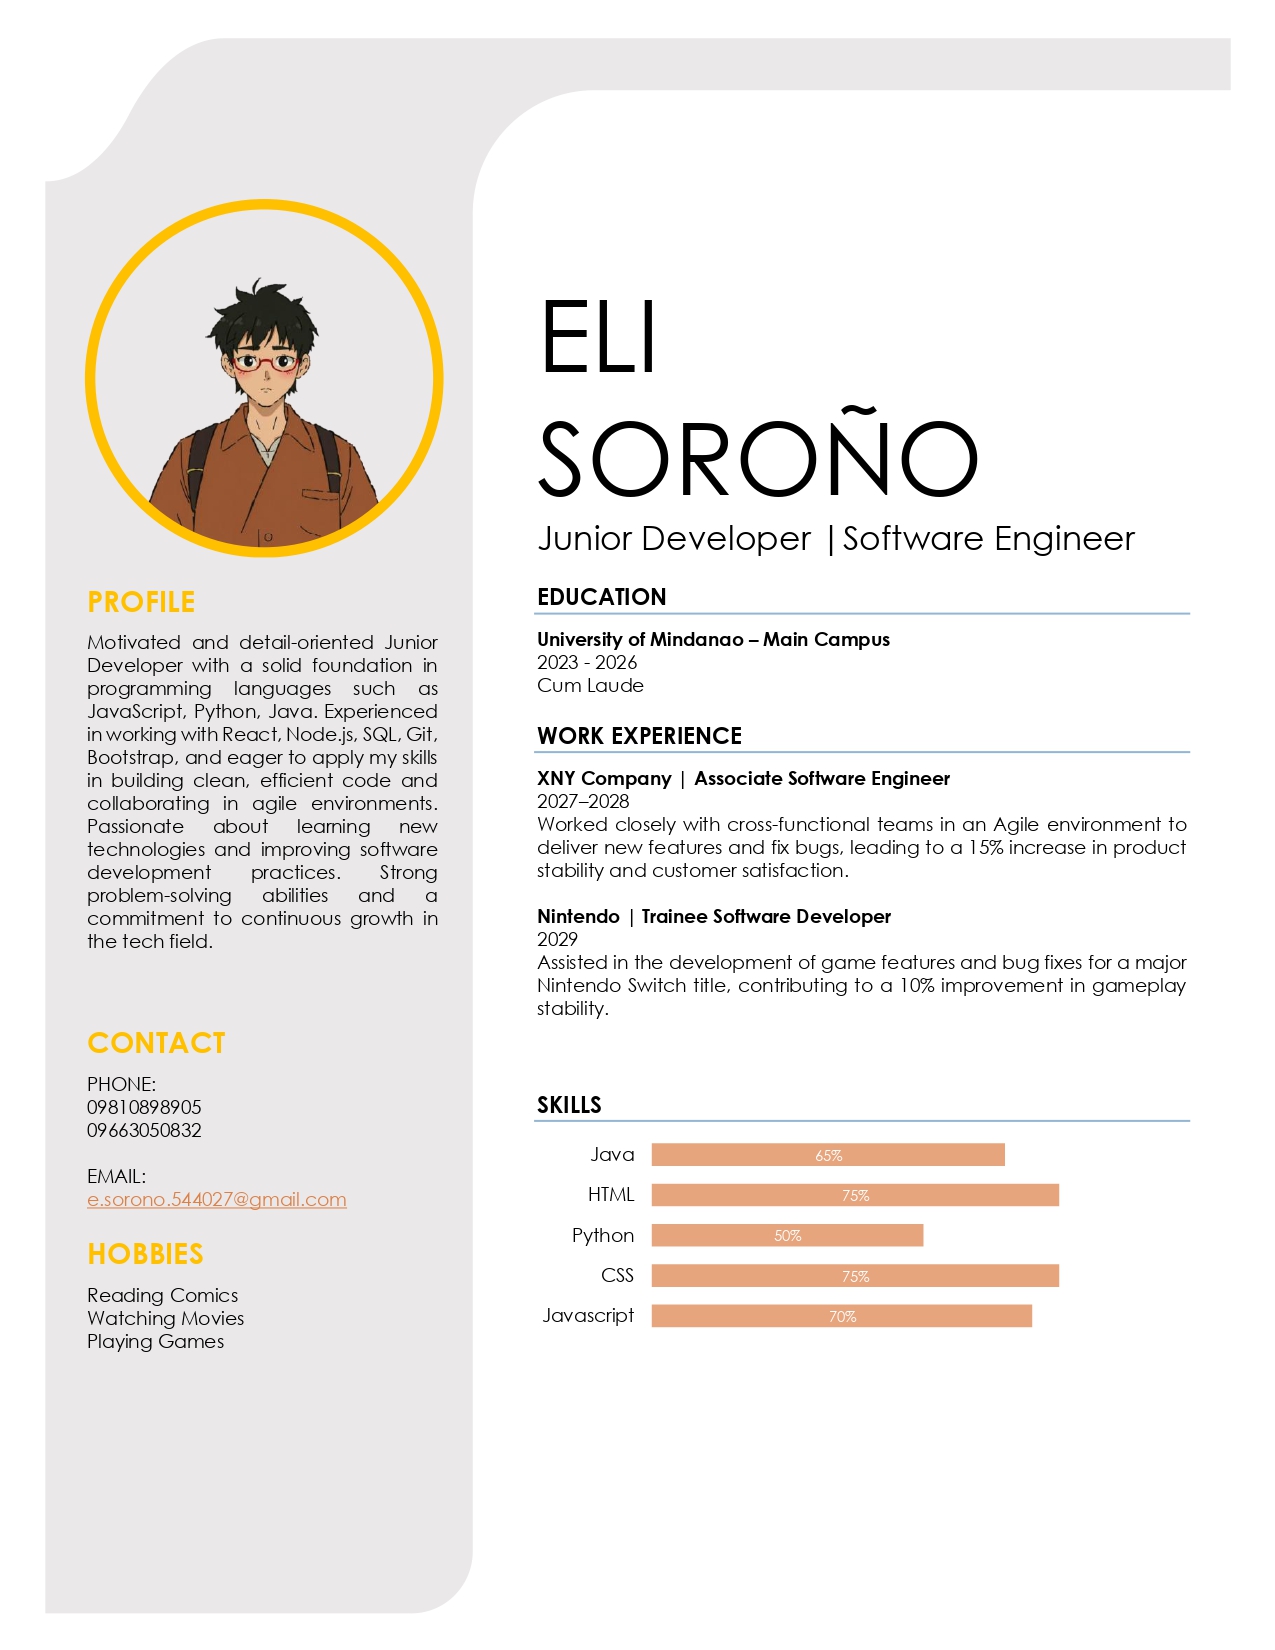 ELI
SOROÑO
Junior Developer |Software Engineer
PROFILE
Motivated and detail-oriented Junior
Developer with a solid foundation in
programming languages such as
JavaScript, Python, Java. Experienced
in working with React, Node.js, SQL, Git,
Bootstrap, and eager to apply my skills
in building clean, efficient code and
collaborating in agile environments.
Passionate about learning new
technologies and improving software
development practices. Strong
problem-solving abilities and a
commitment to continuous growth in
the tech field.
CONTACT
PHONE:
09810898905
09663050832
EMAIL:
e.sorono.544027@gmail.com
HOBBIES
Reading Comics
Watching Movies
Playing Games
EDUCATION
University of Mindanao – Main Campus
2023 - 2026
Cum Laude
WORK EXPERIENCE
XNY Company | Associate Software Engineer
2027–2028
Worked closely with cross-functional teams in an Agile environment to
deliver new features and fix bugs, leading to a 15% increase in product
stability and customer satisfaction.
Nintendo | Trainee Software Developer
2029
Assisted in the development of game features and bug fixes for a major
Nintendo Switch title, contributing to a 10% improvement in gameplay
stability.
SKILLS
Java 65%
HTML 75%
Python 50%
CSS 75%
Javascript 70%